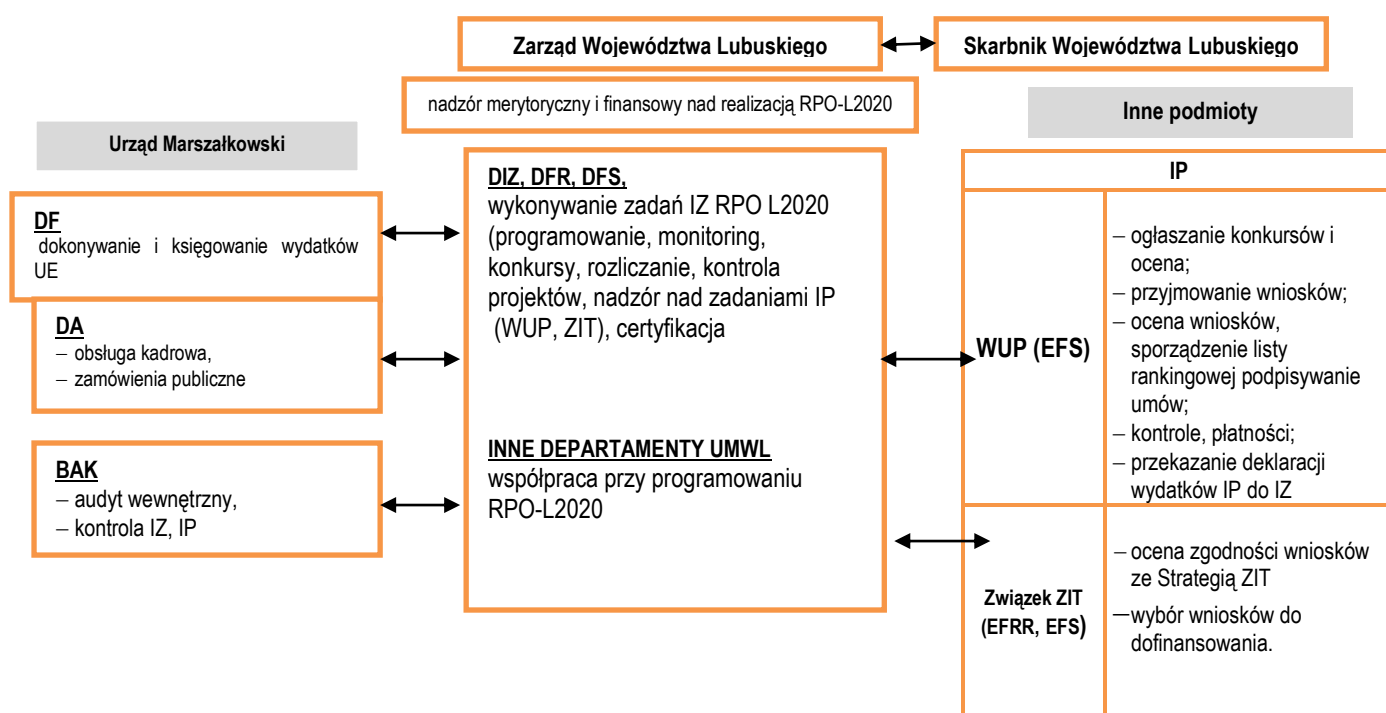 Zarząd Województwa Lubuskiego
Skarbnik Województwa Lubuskiego
nadzór merytoryczny i finansowy nad realizacją RPO-L2020
Inne podmioty
Urząd Marszałkowski
DF
dokonywanie i księgowanie wydatków
UE
DA
– obsługa kadrowa,
– zamówienia publiczne
BAK
– audyt wewnętrzny,
– kontrola IZ, IP
DIZ, DFR, DFS,
wykonywanie zadań IZ RPO L2020
(programowanie, monitoring,
konkursy, rozliczanie, kontrola
projektów, nadzór nad zadaniami IP
(WUP, ZIT), certyfikacja
INNE DEPARTAMENTY UMWL
współpraca przy programowaniu
RPO-L2020
IP
WUP (EFS)
– ogłaszanie konkursów i
ocena;
– przyjmowanie wniosków;
– ocena wniosków,
sporządzenie listy
rankingowej podpisywanie
umów;
– kontrole, płatności;
– przekazanie deklaracji
wydatków IP do IZ
Związek ZIT
(EFRR, EFS)
– ocena zgodności wniosków
ze Strategią ZIT
– wybór wniosków do
dofinansowania.